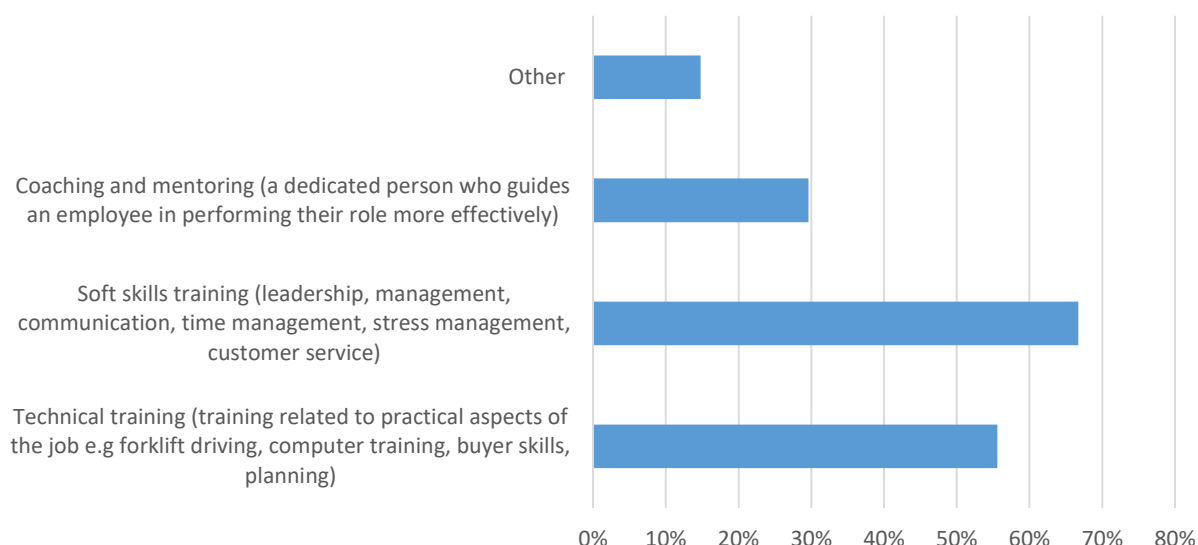 Other
Coaching and mentoring (a dedicated person who guides
an employee in performing their role more effectively)
Soft skills training (leadership, management,
communication, time management, stress management,
customer service)
Technical training (training related to practical aspects of
the job e.g forklift driving, computer training, buyer skills,
planning)
0% 10% 20% 30% 40% 50% 60% 70% 80%